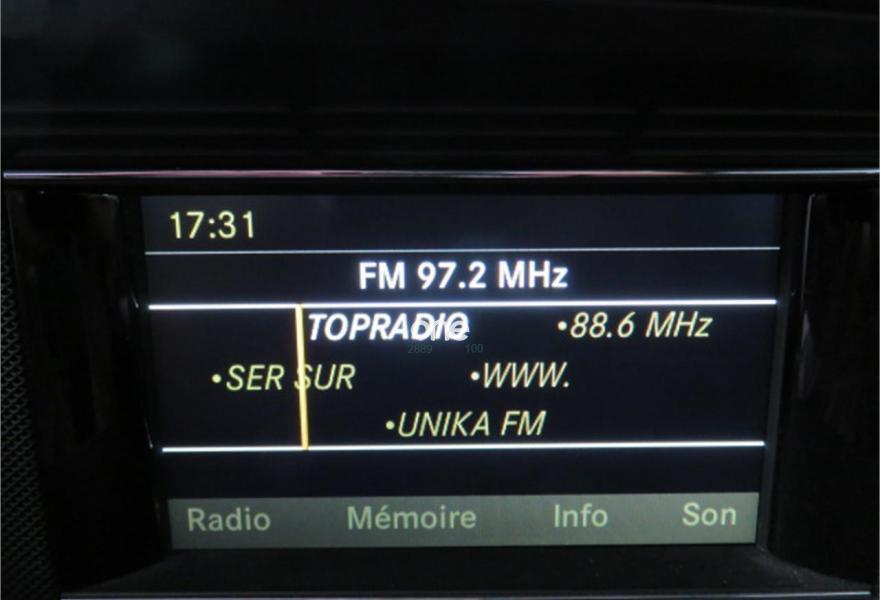 17:31
FM 97.2 MHz
TOPRADIO •88.6 MHz
one
2889 100
•SER SUR •WWW.
•UNIKA FM
Radio Mémoire Info Son